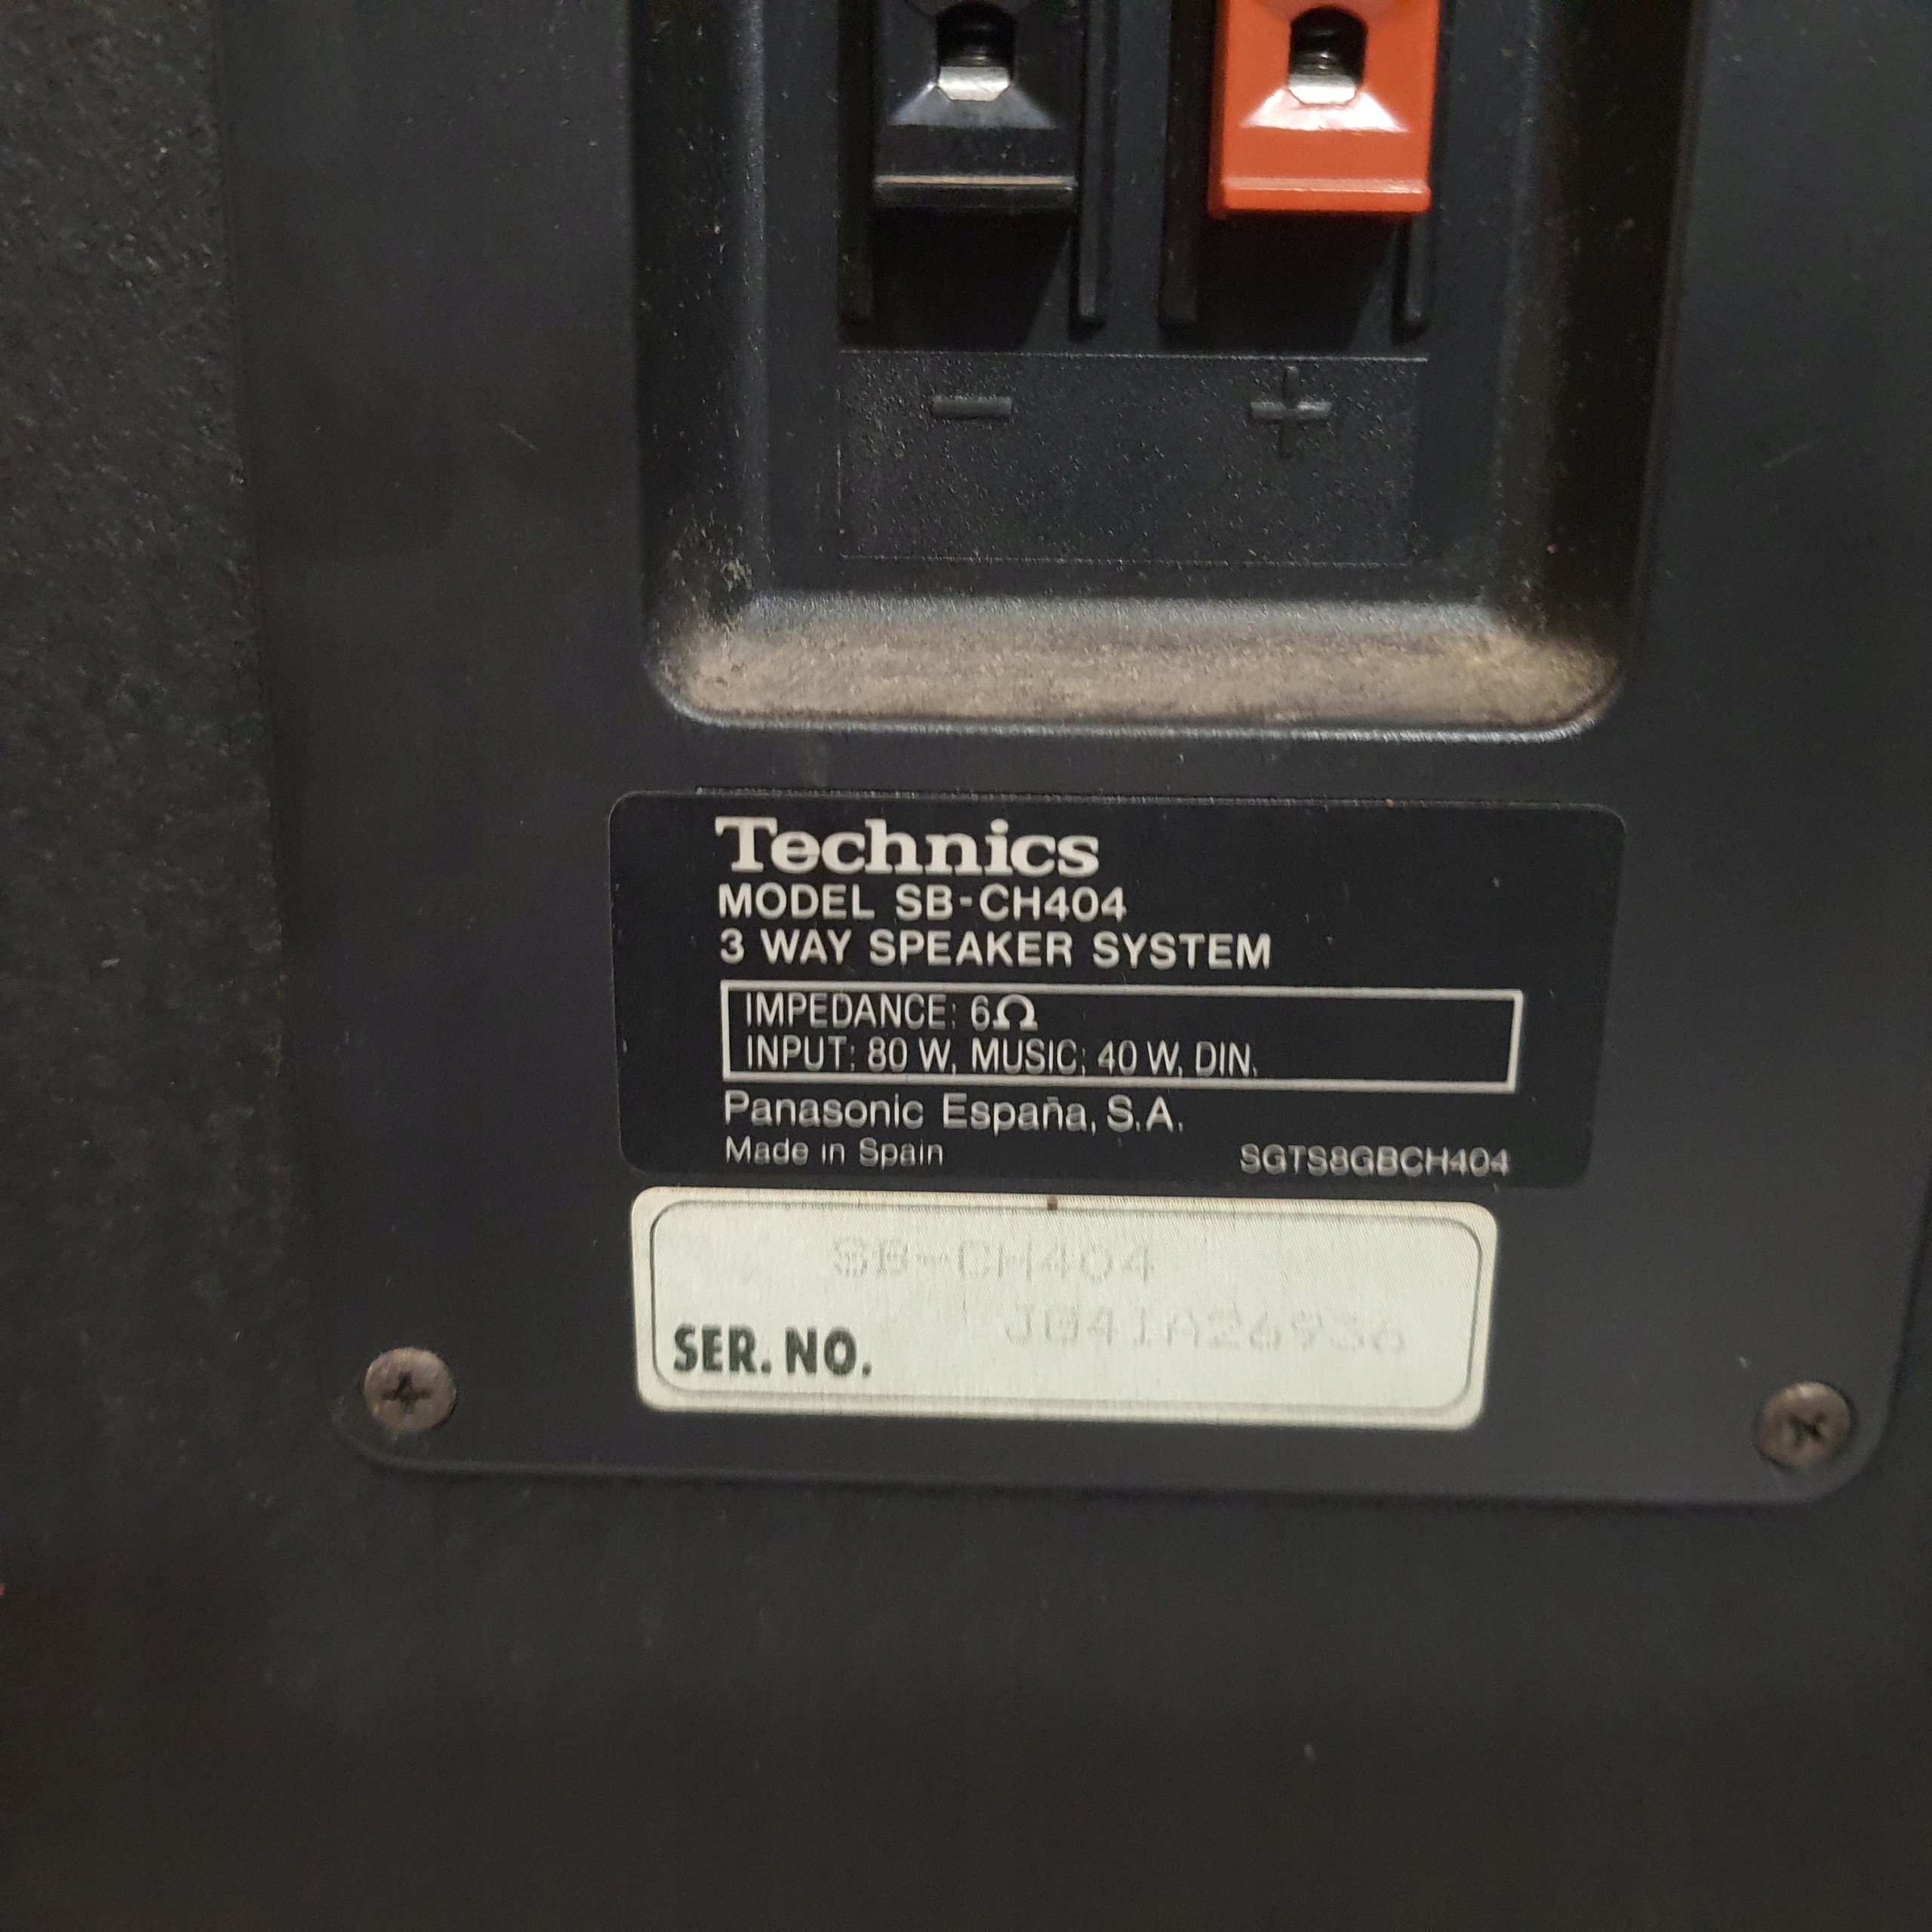 - +
Technics
MODEL SB-CH404
3 WAY SPEAKER SYSTEM
IMPEDANCE: 6Ω
INPUT: 80 W, MUSIC; 40 W, DIN.
Panasonic España, S.A.
Made in Spain SGTS8GBCH404
SB-CH404
SER. NO. J04IA26936